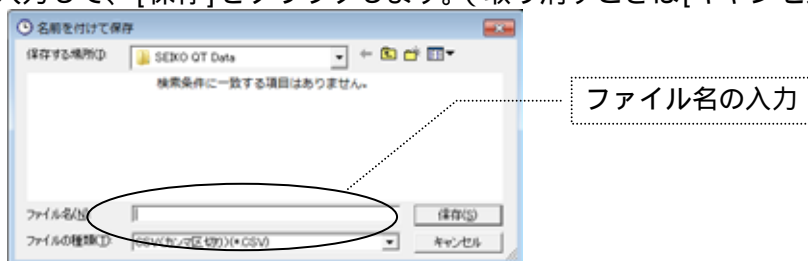 入力して、[保存]をクリックします。(取り消すときは[キャンセ
名前を付けて保存
保存する場所(I): SEIKO QT Data
検索条件に一致する項目はありません。
ファイル名の入力
ファイル名(N): 保存(S)
ファイルの種類(T): CSV(カンマ区切り)(*.CSV) キャンセル